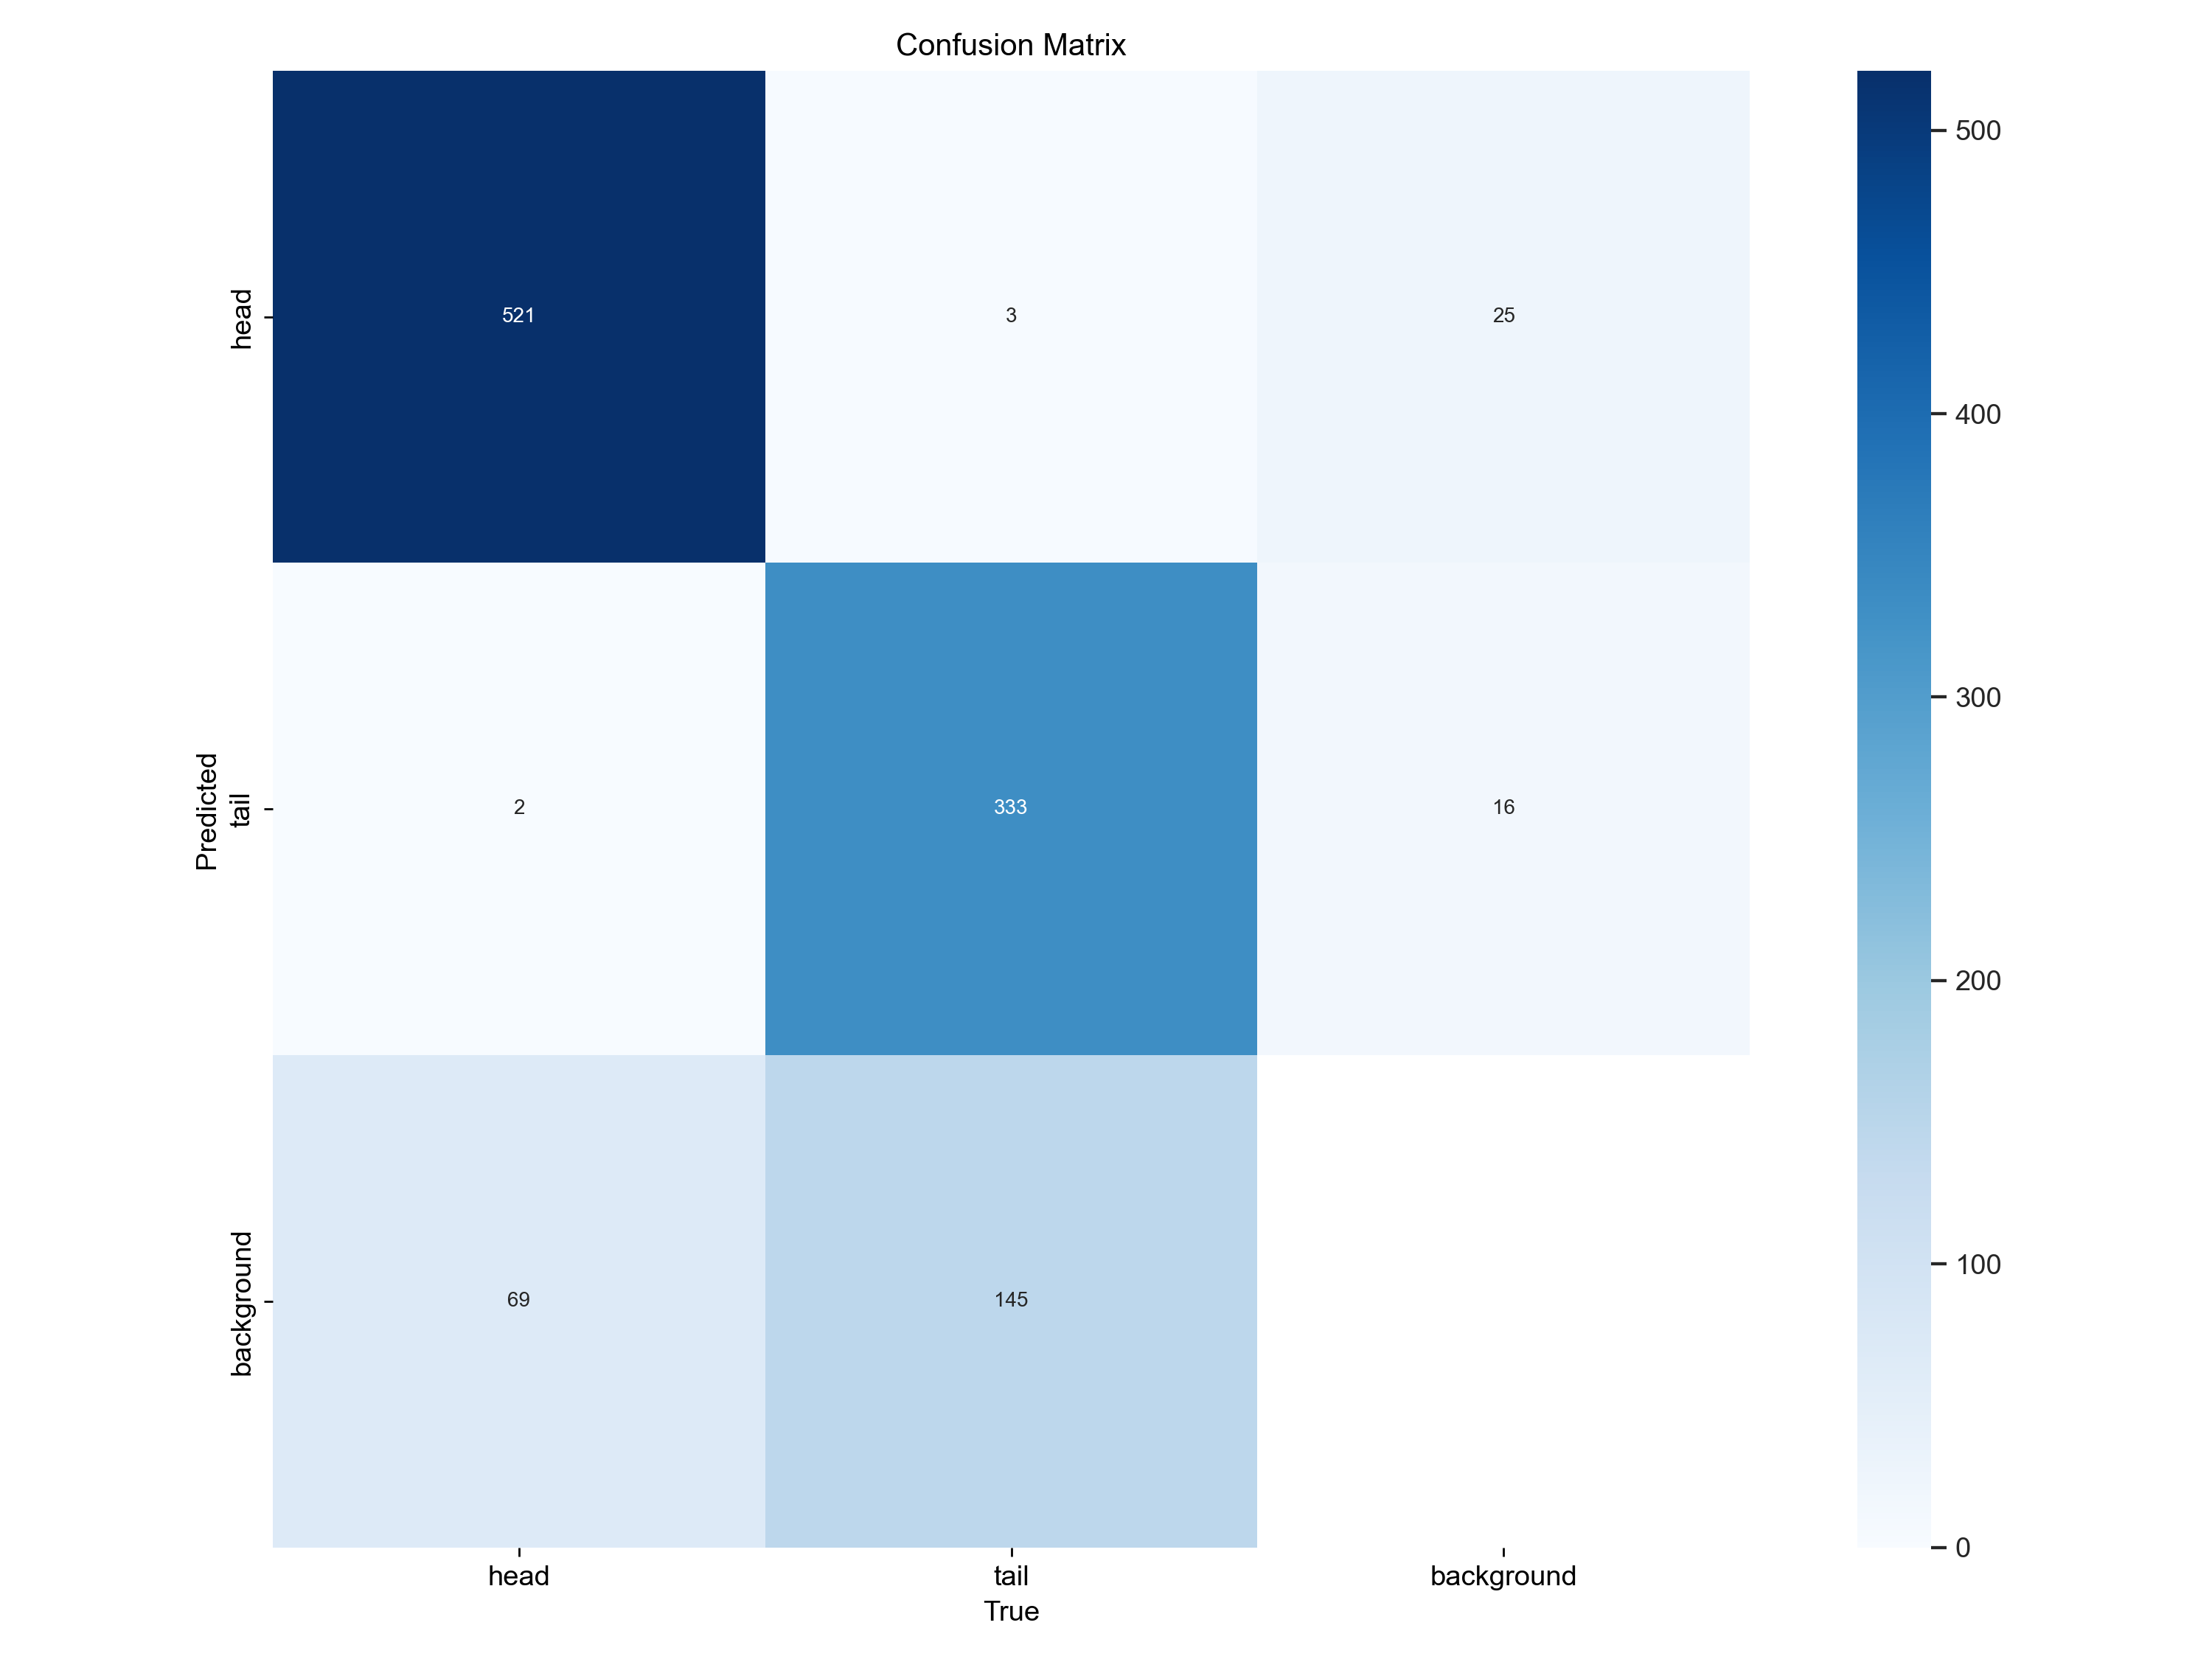 Confusion Matrix
head
521
3
25
Predicted
tail
2
333
16
background
69
145
head
tail
background
True
500
400
300
200
100
0